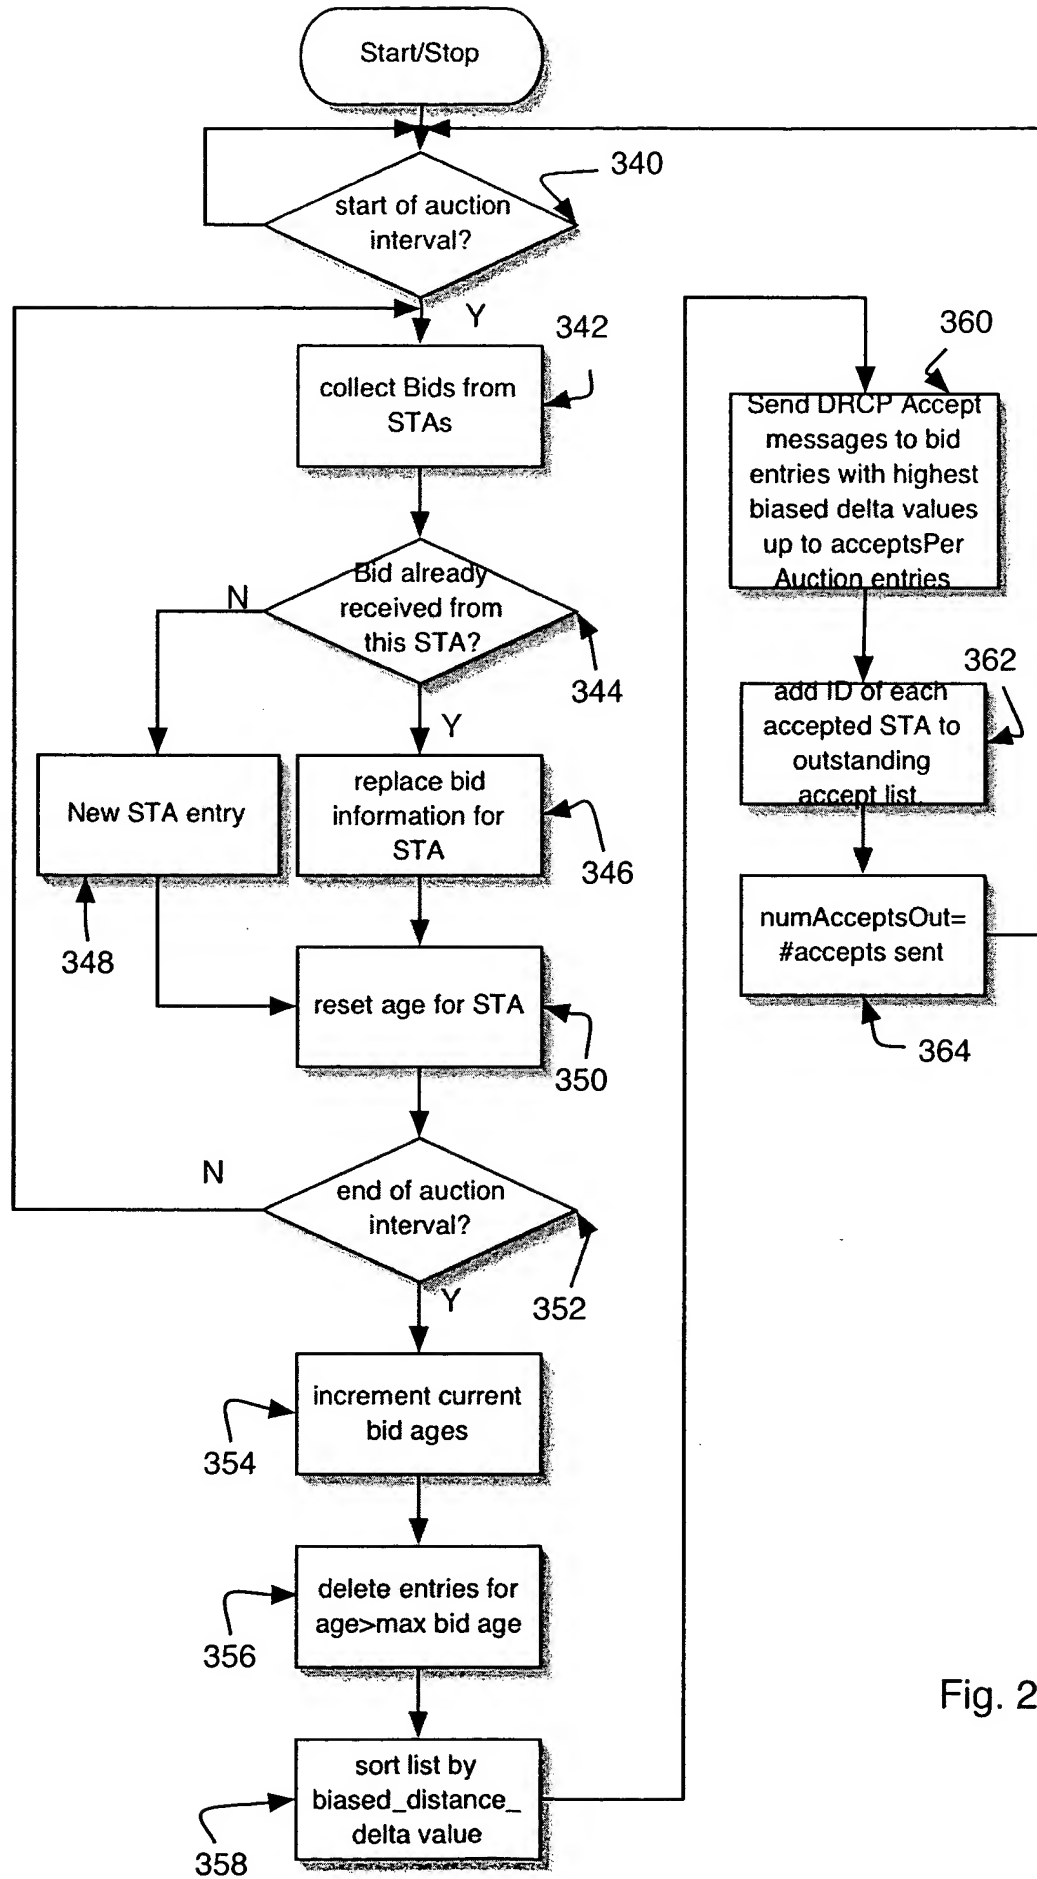 Start/Stop
340
start of auction
interval?
Y
342
collect Bids from
STAs
N
Bid already
received from
this STA?
344
Y
New STA entry
348
replace bid
information for
STA
346
reset age for STA
350
N
end of auction
interval?
352
Y
increment current
bid ages
354
delete entries for
age>max bid age
356
sort list by
biased_distance_
delta value
358
360
Send DRCP Accept
messages to bid
entries with highest
biased delta values
up to acceptsPer
Auction entries
362
add ID of each
accepted STA to
outstanding
accept list.
numAcceptsOut=
#accepts sent
364
Fig. 2